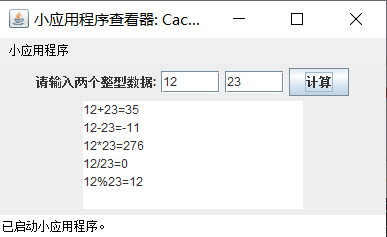 小应用程序查看器: Cac...
小应用程序
请输入两个整型数据: 12 23 计算
12+23=35
12-23=-11
12*23=276
12/23=0
12%23=12
已启动小应用程序。